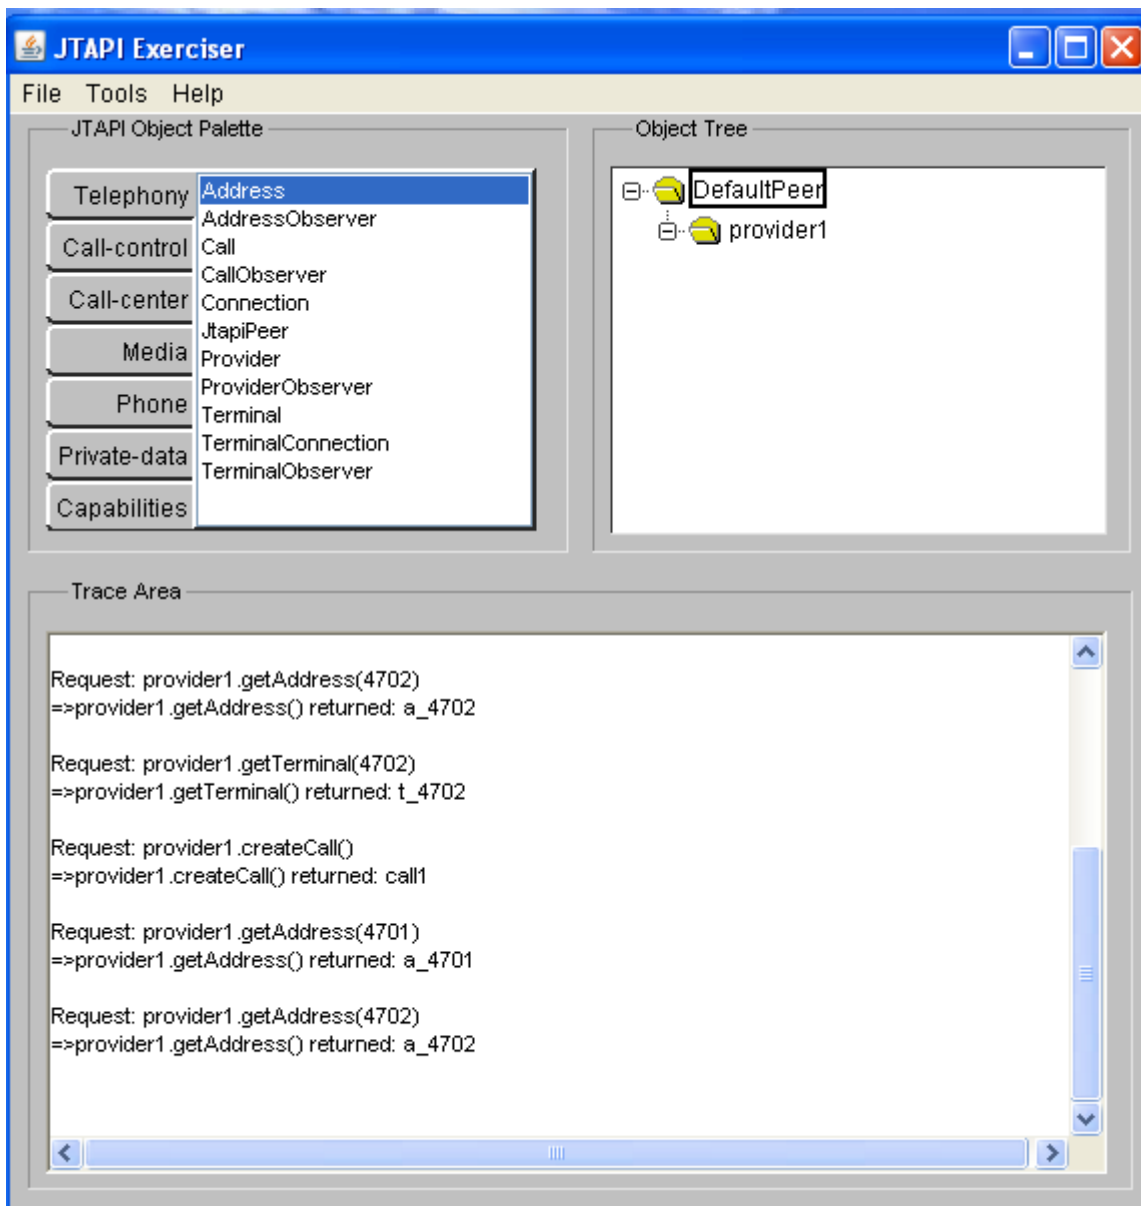 JTAPI Exerciser
File Tools Help
JTAPI Object Palette
Telephony
Call-control
Call-center
Media
Phone
Private-data
Capabilities
Address
AddressObserver
Call
CallObserver
Connection
JtapiPeer
Provider
ProviderObserver
Terminal
TerminalConnection
TerminalObserver
Object Tree
DefaultPeer
provider1
Trace Area
Request: provider1.getAddress(4702)
=>provider1.getAddress() returned: a_4702
Request: provider1.getTerminal(4702)
=>provider1.getTerminal() returned: t_4702
Request: provider1.createCall()
=>provider1.createCall() returned: call1
Request: provider1.getAddress(4701)
=>provider1.getAddress() returned: a_4701
Request: provider1.getAddress(4702)
=>provider1.getAddress() returned: a_4702